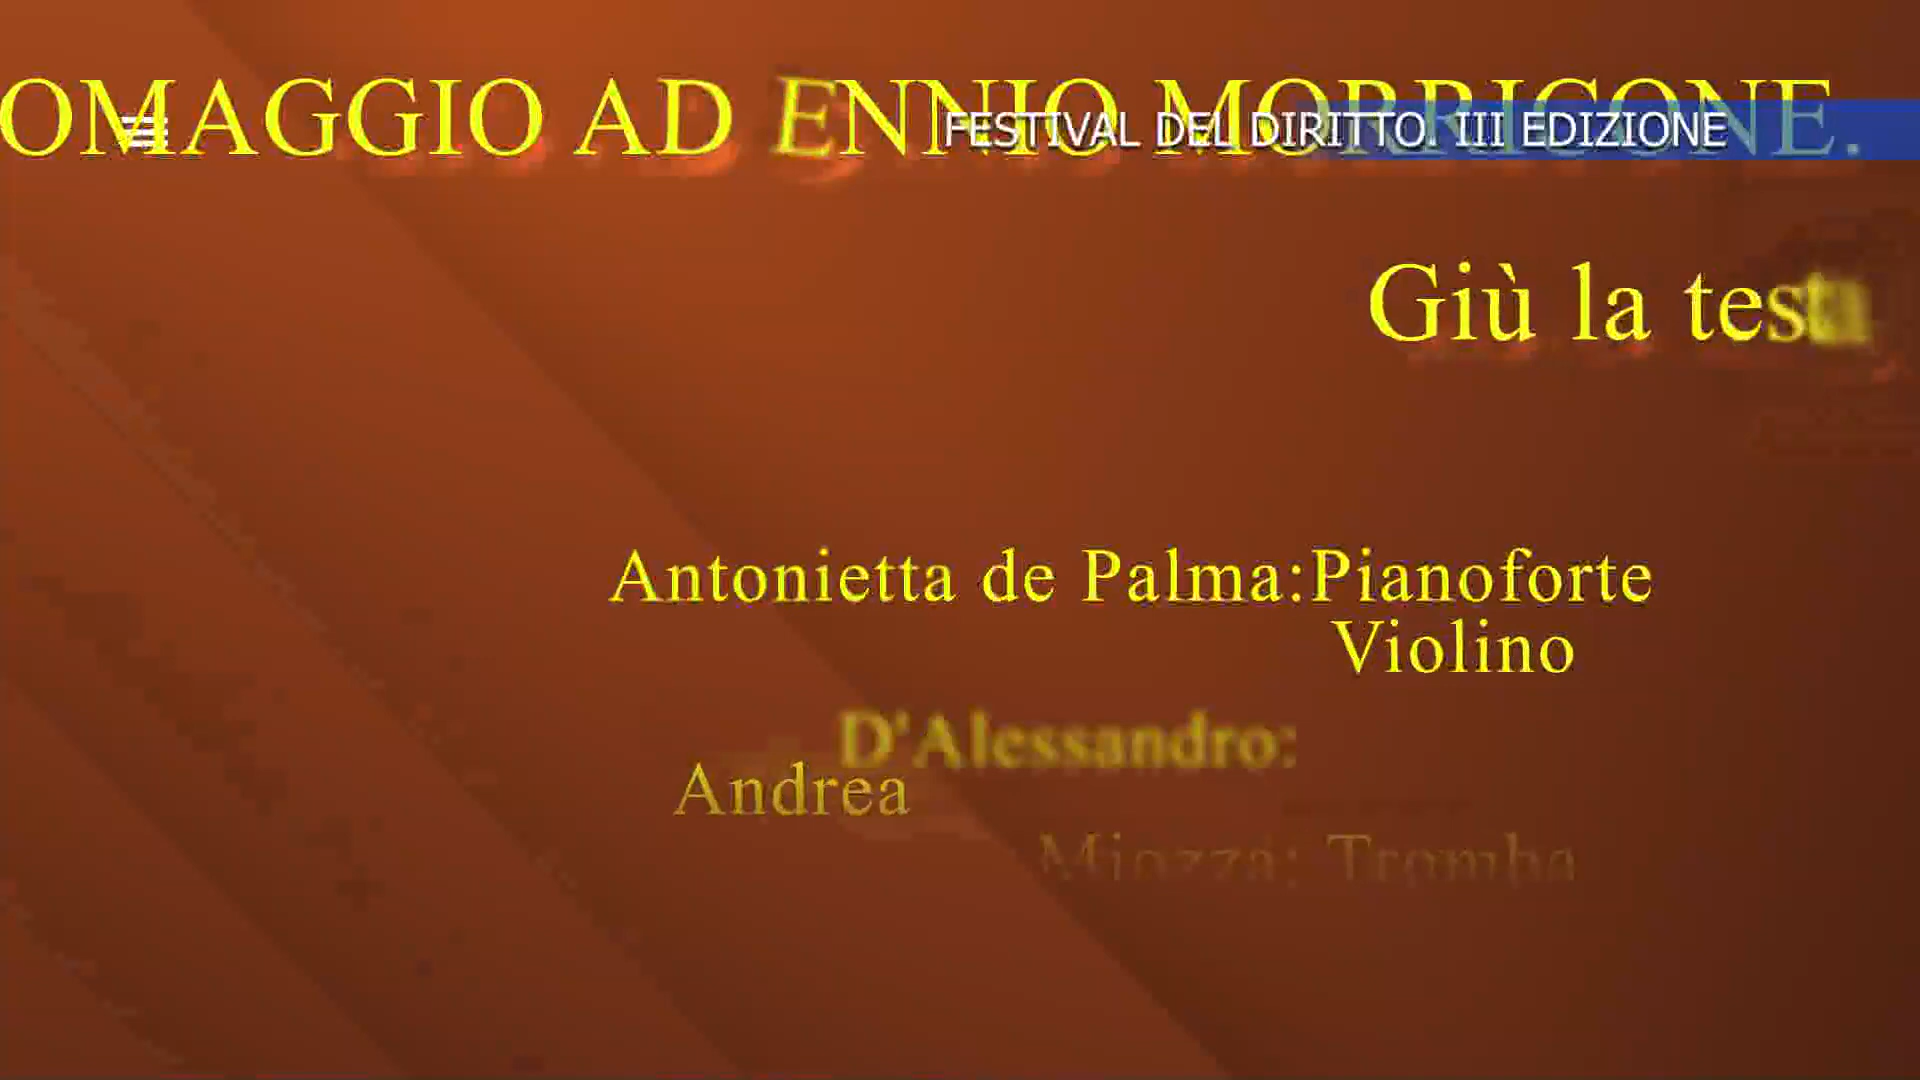 OMAGGIO AD ENNIO MORRICONE.
FESTIVAL DEL DIRITTO. III EDIZIONE
Giù la testa
Antonietta de Palma:Pianoforte
Violino
D'Alessandro:
Andrea
Miozza: Tromba